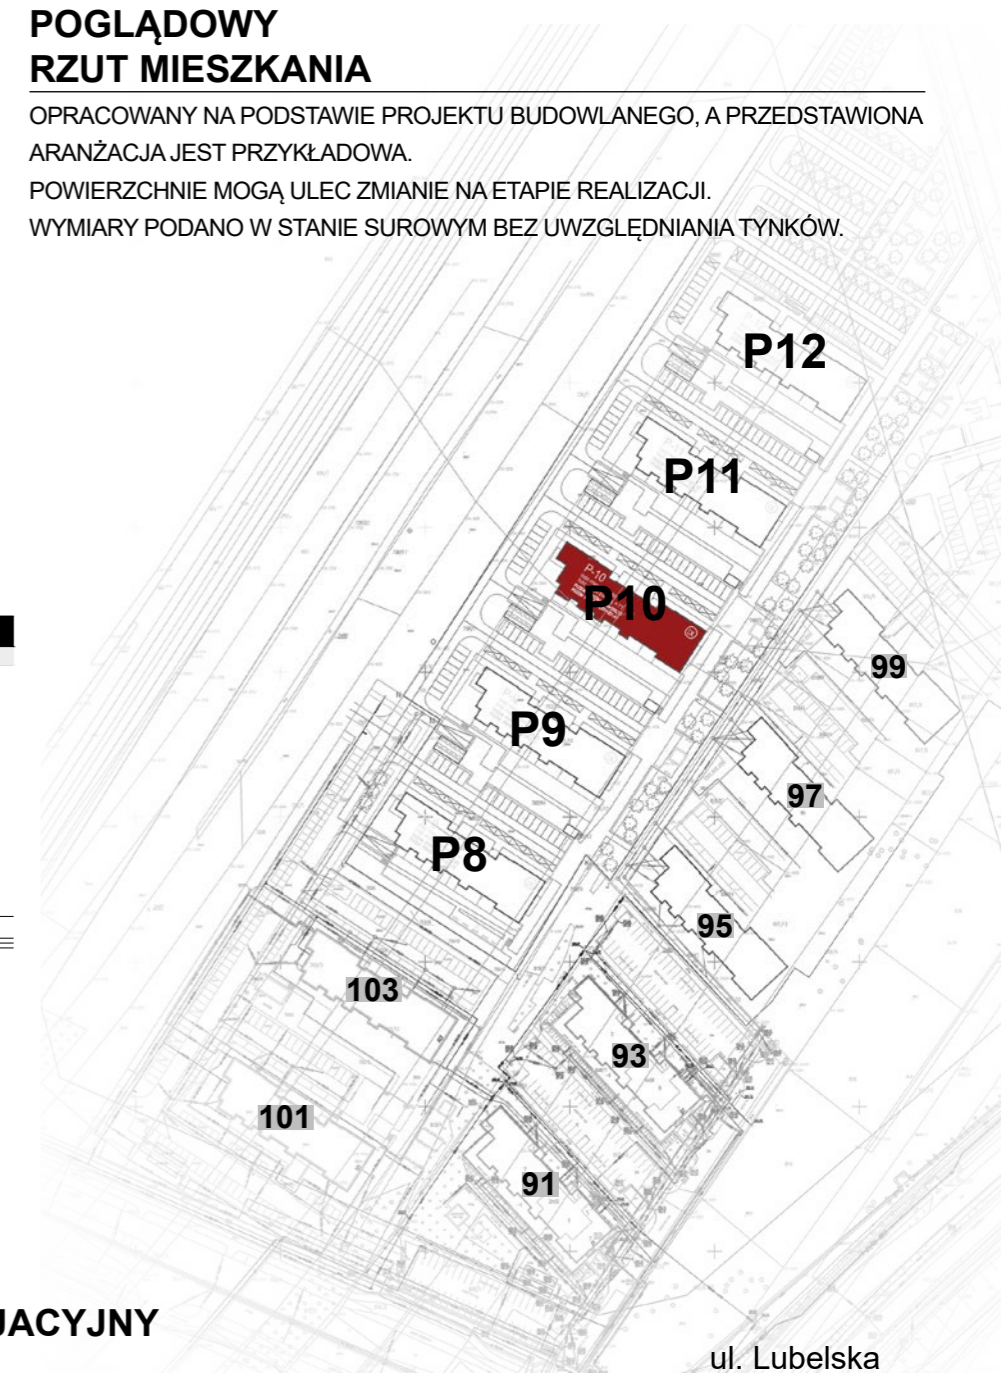 POGLĄDOWY
RZUT MIESZKANIA
OPRACOWANY NA PODSTAWIE PROJEKTU BUDOWLANEGO, A PRZEDSTAWIONA
ARANŻACJA JEST PRZYKŁADOWA.
POWIERZCHNIE MOGĄ ULEC ZMIANIE NA ETAPIE REALIZACJI.
WYMIARY PODANO W STANIE SUROWYM BEZ UWZGLĘDNIANIA TYNKÓW.
P12
P11
P-10
P10
99
P9
97
P8
95
103
93
101
91
JACYJNY
ul. Lubelska